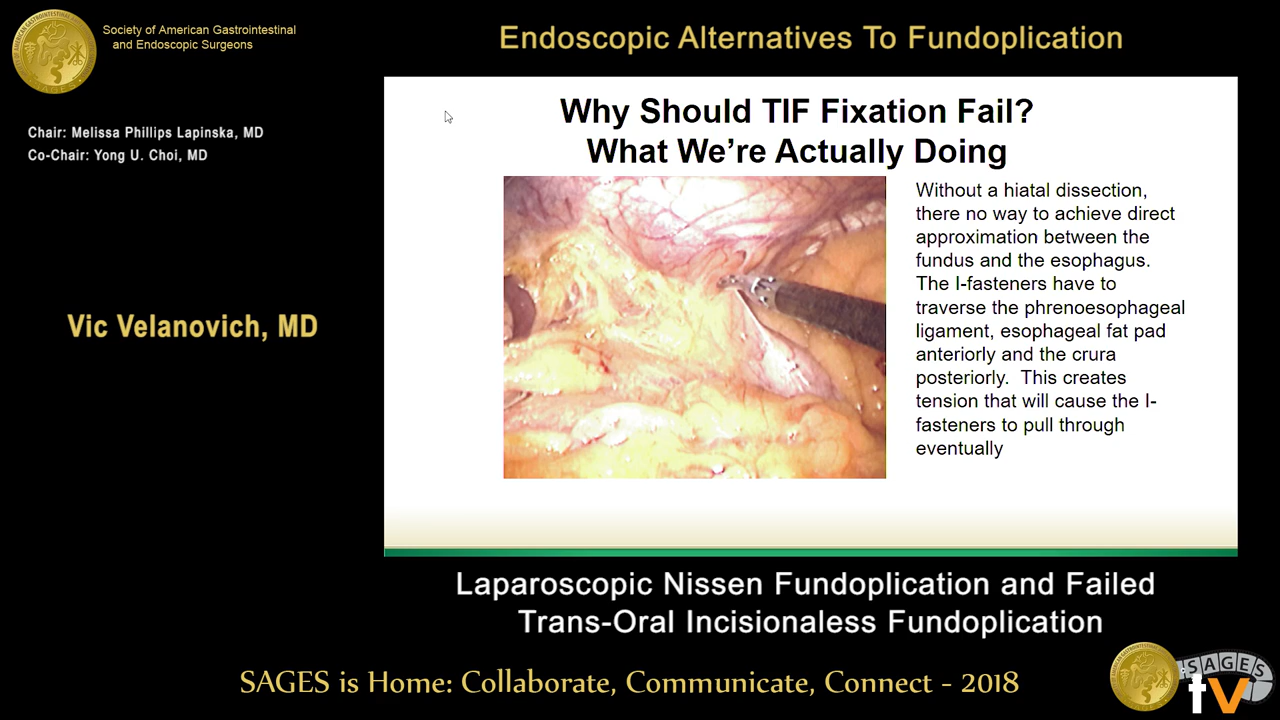 Society of American Gastrointestinal
and Endoscopic Surgeons
Endoscopic Alternatives To Fundoplication
Chair: Melissa Phillips Lapinska, MD
Co-Chair: Yong U. Choi, MD
Vic Velanovich, MD
Why Should TIF Fixation Fail?
What We’re Actually Doing
Without a hiatal dissection,
there no way to achieve direct
approximation between the
fundus and the esophagus.
The I-fasteners have to
traverse the phrenoesophageal
ligament, esophageal fat pad
anteriorly and the crura
posteriorly.  This creates
tension that will cause the I-
fasteners to pull through
eventually
Laparoscopic Nissen Fundoplication and Failed
Trans-Oral Incisionaless Fundoplication
SAGES is Home: Collaborate, Communicate, Connect - 2018
SAGES
tv